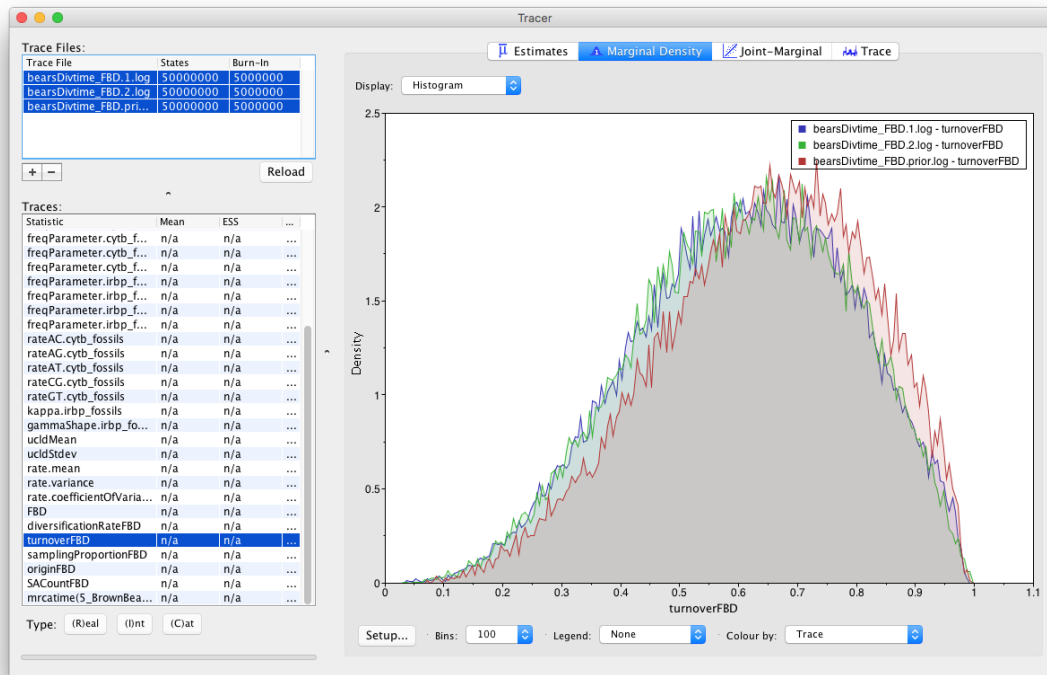 Tracer
Trace Files:
Trace File States Burn-In
bearsDivtime_FBD.1.log 50000000 5000000
bearsDivtime_FBD.2.log 50000000 5000000
bearsDivtime_FBD.pri... 50000000 5000000
+ − Reload
Traces:
Statistic Mean ESS ...
freqParameter.cytb_f... n/a n/a ...
freqParameter.cytb_f... n/a n/a ...
freqParameter.cytb_f... n/a n/a ...
freqParameter.irbp_f... n/a n/a ...
freqParameter.irbp_f... n/a n/a ...
freqParameter.irbp_f... n/a n/a ...
freqParameter.irbp_f... n/a n/a ...
rateAC.cytb_fossils n/a n/a ...
rateAG.cytb_fossils n/a n/a ...
rateAT.cytb_fossils n/a n/a ...
rateCG.cytb_fossils n/a n/a ...
rateGT.cytb_fossils n/a n/a ...
kappa.irbp_fossils n/a n/a ...
gammaShape.irbp_fo... n/a n/a ...
ucldMean n/a n/a ...
ucldStdev n/a n/a ...
rate.mean n/a n/a ...
rate.variance n/a n/a ...
rate.coefficientOfVaria... n/a n/a ...
FBD n/a n/a ...
diversificationRateFBD n/a n/a ...
turnoverFBD n/a n/a ...
samplingProportionFBD n/a n/a ...
originFBD n/a n/a ...
SACountFBD n/a n/a ...
mrcatime(5_BrownBea... n/a n/a ...
Type: (R)eal (I)nt (C)at
Estimates Marginal Density Joint-Marginal Trace
Display: Histogram
bearsDivtime_FBD.1.log - turnoverFBD
bearsDivtime_FBD.2.log - turnoverFBD
bearsDivtime_FBD.prior.log - turnoverFBD
2.5
2
1.5
1
0.5
0
Density
0 0.1 0.2 0.3 0.4 0.5 0.6 0.7 0.8 0.9 1 1.1
turnoverFBD
Setup... Bins: 100 Legend: None Colour by: Trace